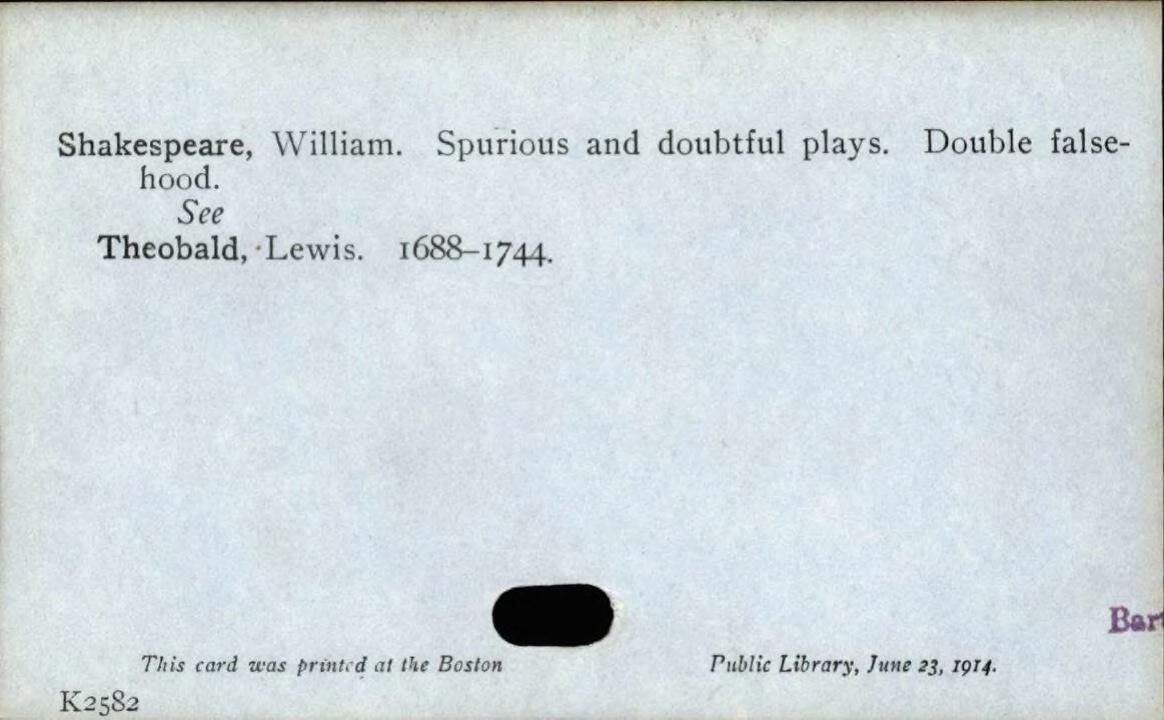 Shakespeare, William. Spurious and doubtful plays. Double false-
hood.
See
Theobald, Lewis. 1688–1744.
This card was printed at the Boston Public Library, June 23, 1914.
K2582